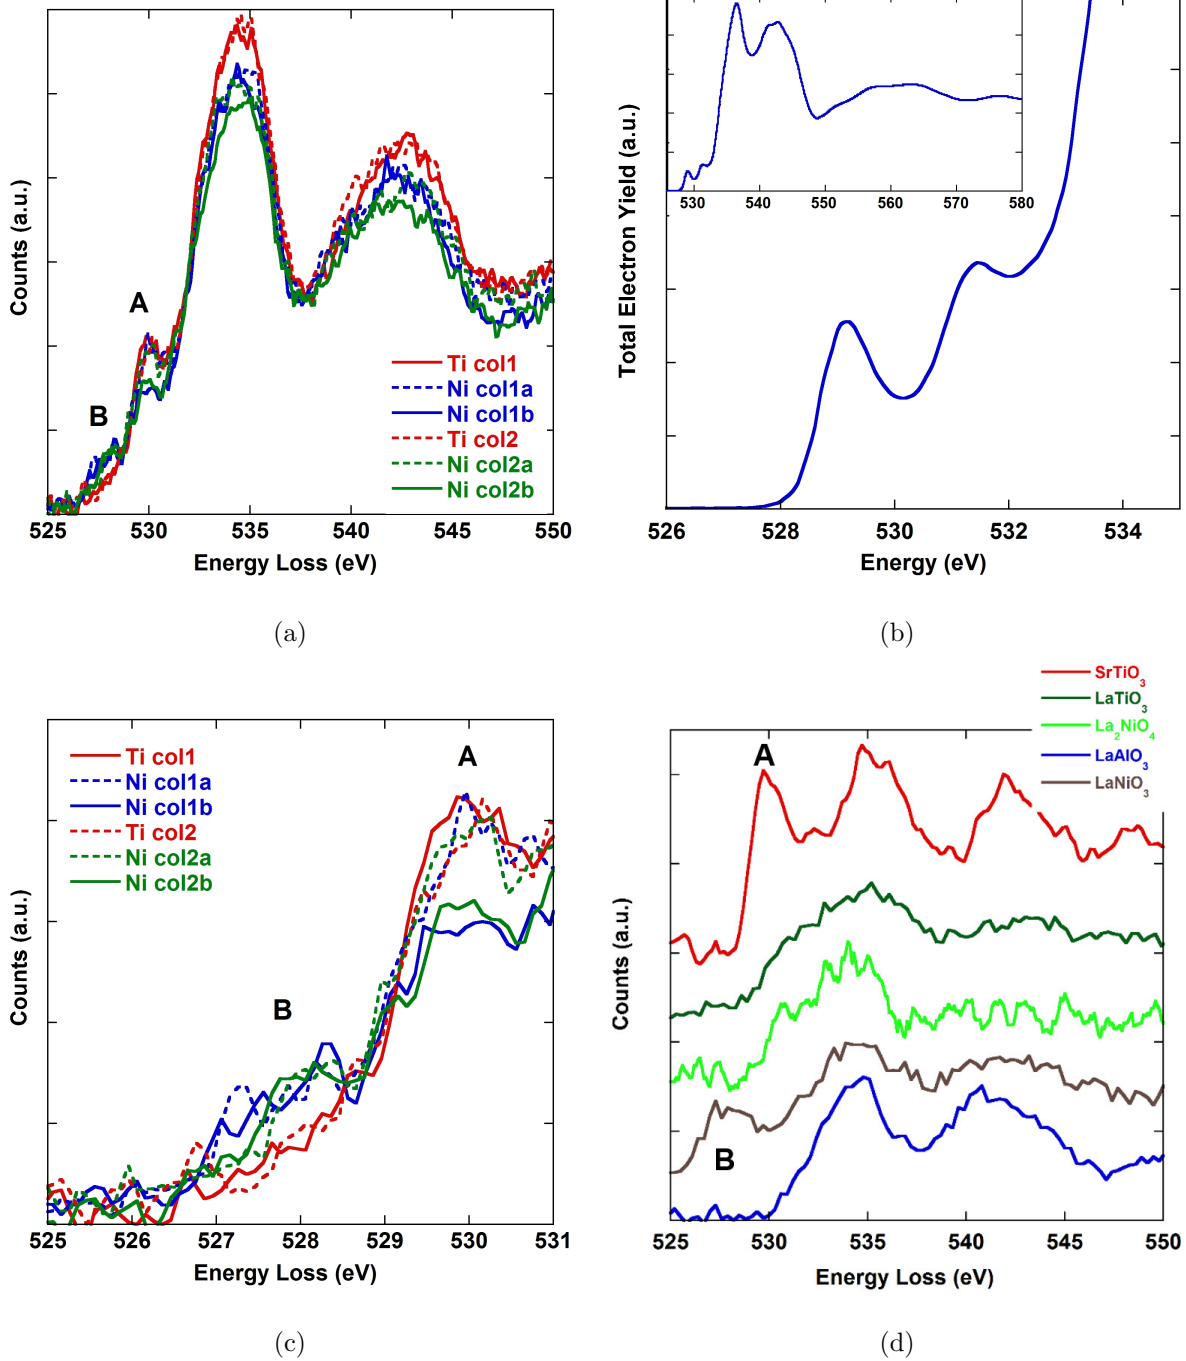 Counts (a.u.)
A
B
Ti col1
Ni col1a
Ni col1b
Ti col2
Ni col2a
Ni col2b
525 530 535 540 545 550
Energy Loss (eV)
(a)
Total Electron Yield (a.u.)
530 540 550 560 570 580
526 528 530 532 534
Energy (eV)
(b)
Counts (a.u.)
Ti col1
Ni col1a
Ni col1b
Ti col2
Ni col2a
Ni col2b
A
B
525 526 527 528 529 530 531
Energy Loss (eV)
(c)
SrTiO3
LaTiO3
La2NiO4
LaAlO3
LaNiO3
Counts (a.u.)
A
B
525 530 535 540 545 550
Energy Loss (eV)
(d)